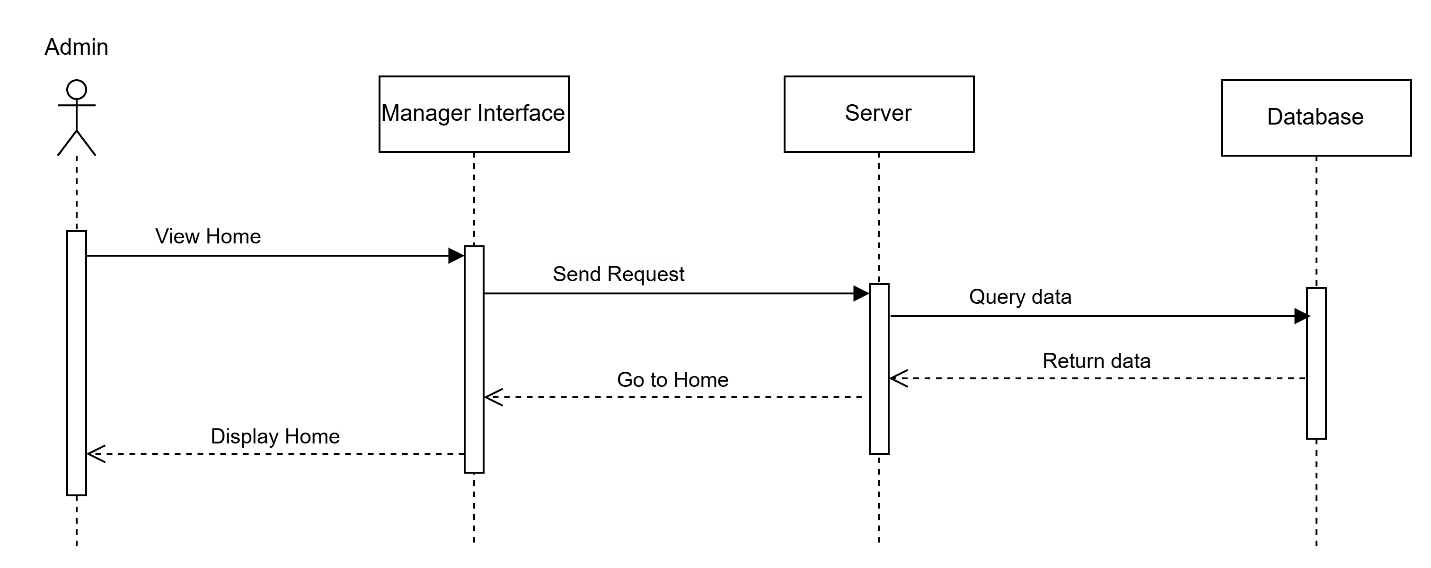 Admin
Manager Interface
Server
Database
View Home
Send Request
Query data
Return data
Go to Home
Display Home